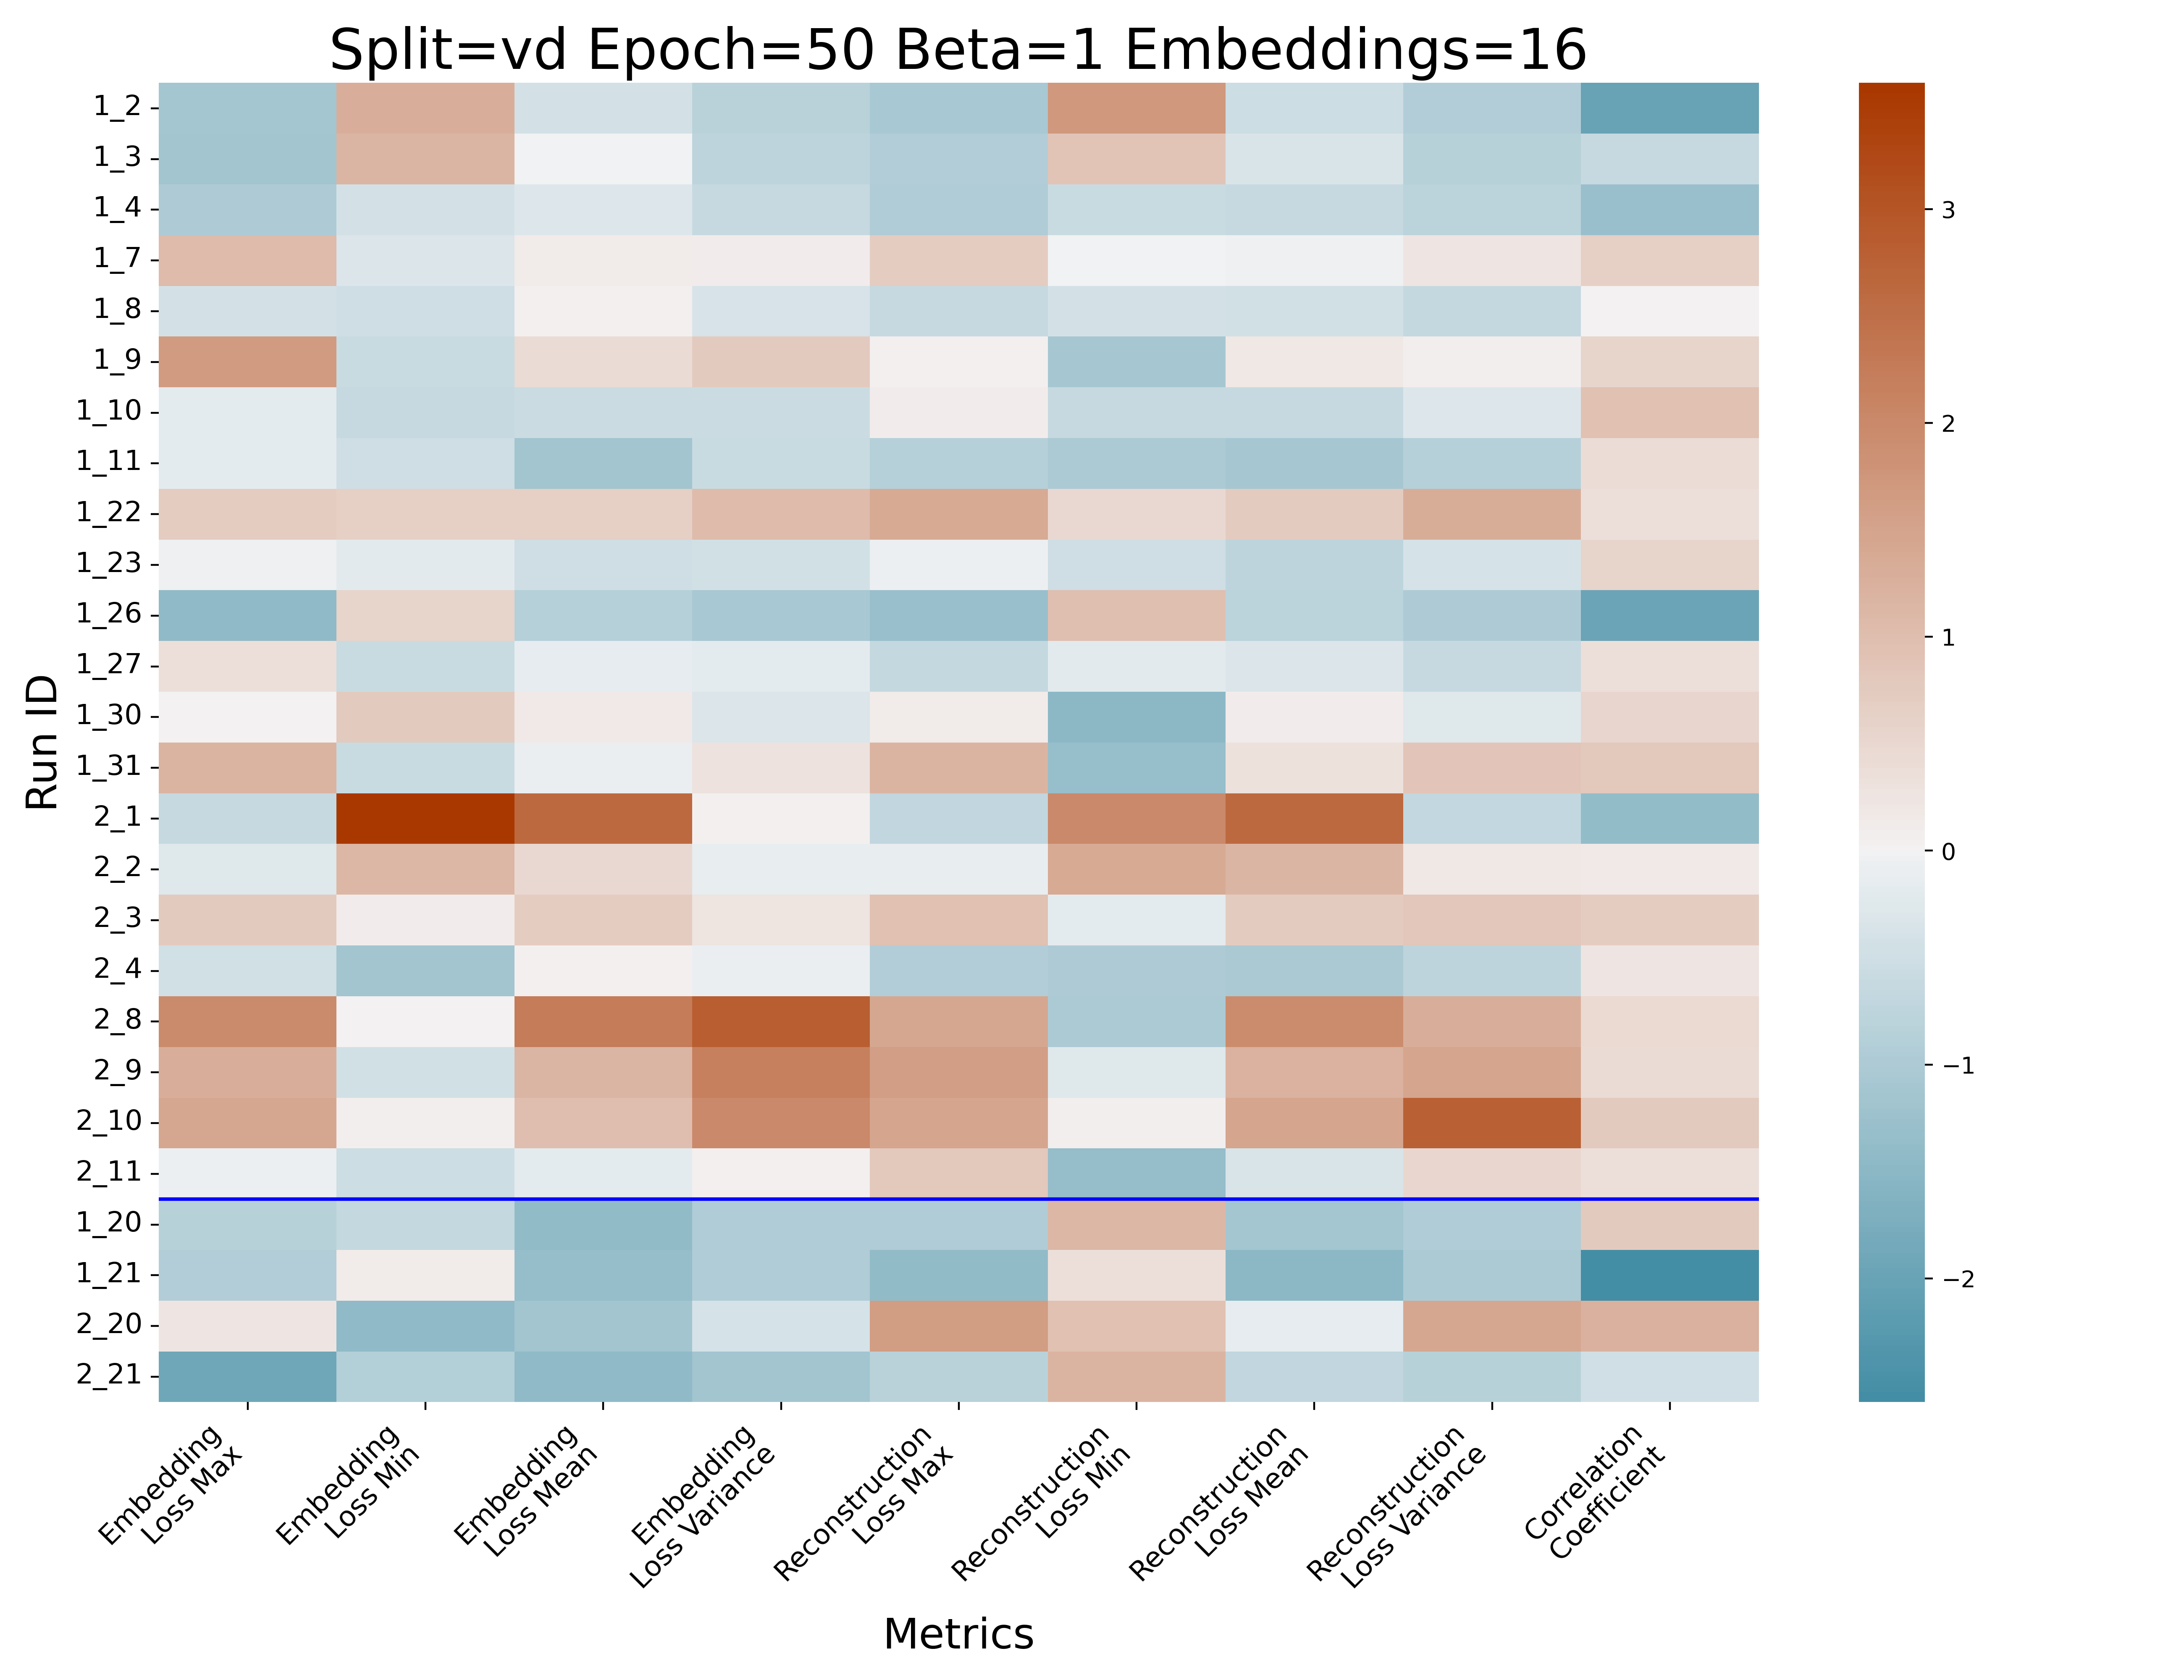 Split=vd Epoch=50 Beta=1 Embeddings=16
Run ID
1_2
1_3
1_4
1_7
1_8
1_9
1_10
1_11
1_22
1_23
1_26
1_27
1_30
1_31
2_1
2_2
2_3
2_4
2_8
2_9
2_10
2_11
1_20
1_21
2_20
2_21
Embedding
Loss Max
Embedding
Loss Min
Embedding
Loss Mean
Embedding
Loss Variance
Reconstruction
Loss Max
Reconstruction
Loss Min
Reconstruction
Loss Mean
Reconstruction
Loss Variance
Correlation
Coefficient
Metrics
3
2
1
0
−1
−2